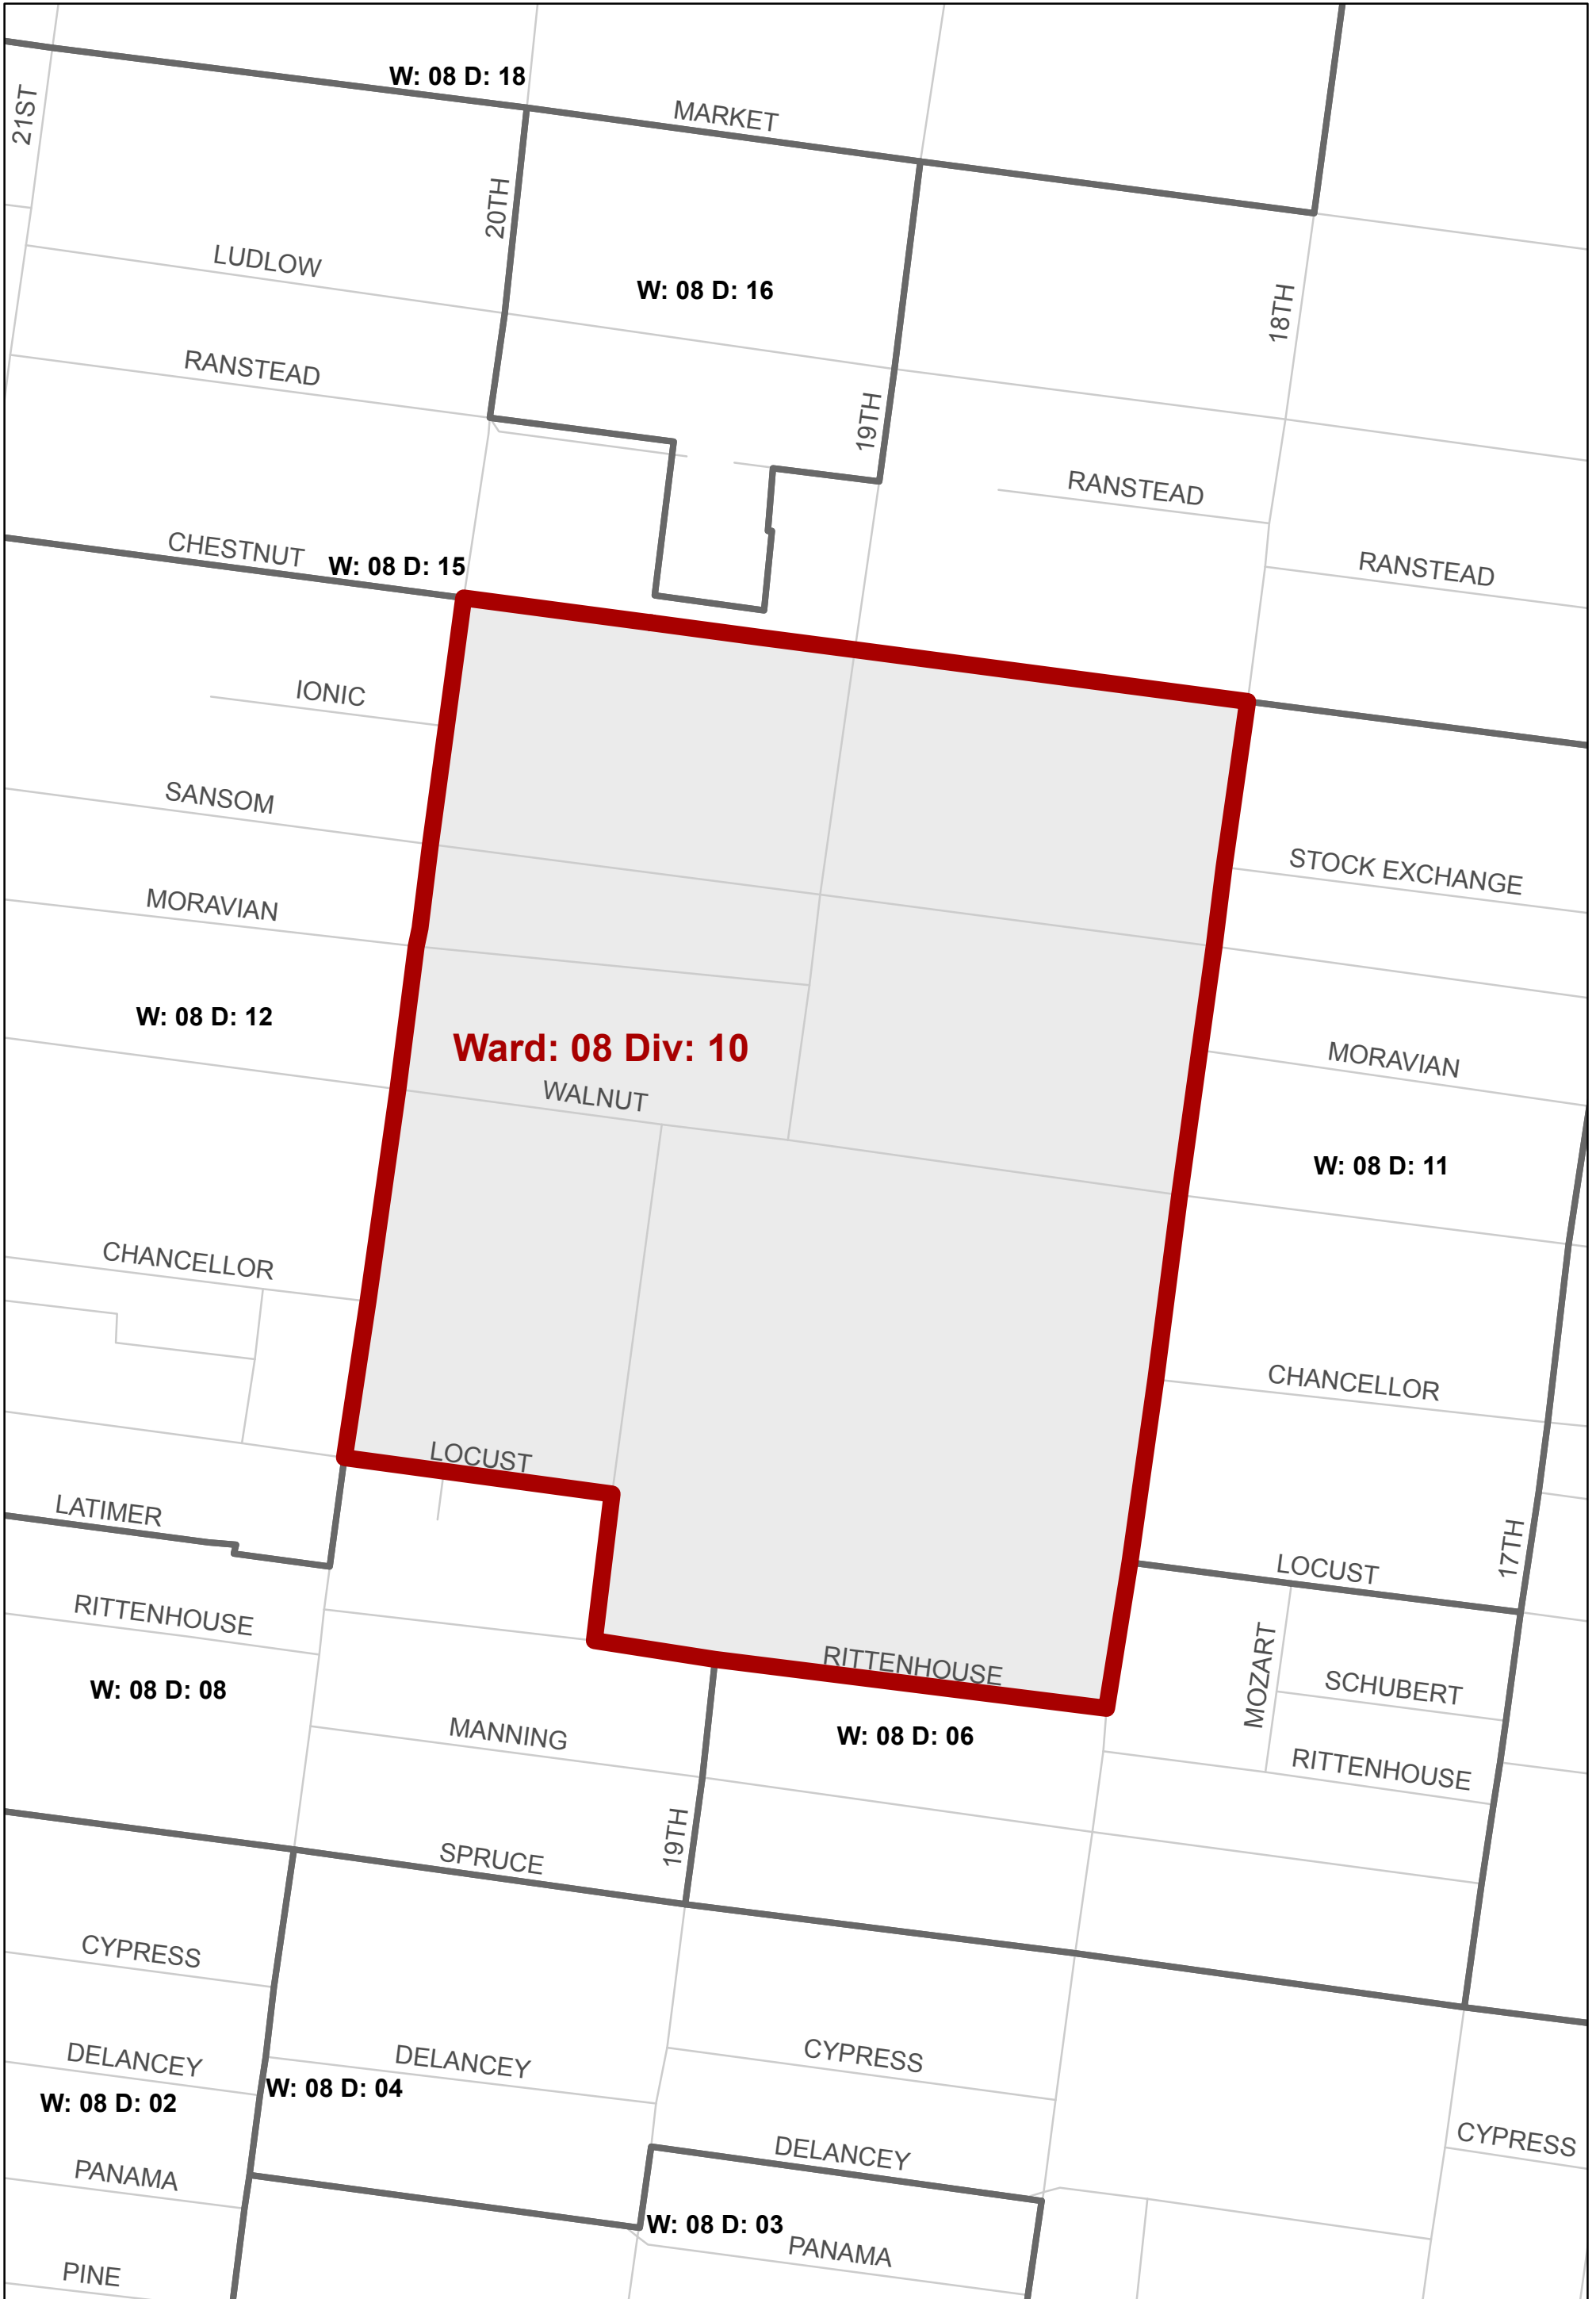 W: 08 D: 18
MARKET
21ST
20TH
LUDLOW
W: 08 D: 16
18TH
RANSTEAD
19TH
RANSTEAD
CHESTNUT
W: 08 D: 15
RANSTEAD
IONIC
SANSOM
STOCK EXCHANGE
MORAVIAN
W: 08 D: 12
Ward: 08 Div: 10
MORAVIAN
WALNUT
W: 08 D: 11
CHANCELLOR
CHANCELLOR
LOCUST
LATIMER
17TH
LOCUST
RITTENHOUSE
RITTENHOUSE
MOZART
SCHUBERT
W: 08 D: 08
MANNING
W: 08 D: 06
RITTENHOUSE
19TH
SPRUCE
CYPRESS
DELANCEY
DELANCEY
CYPRESS
W: 08 D: 04
W: 08 D: 02
CYPRESS
DELANCEY
PANAMA
W: 08 D: 03
PANAMA
PINE